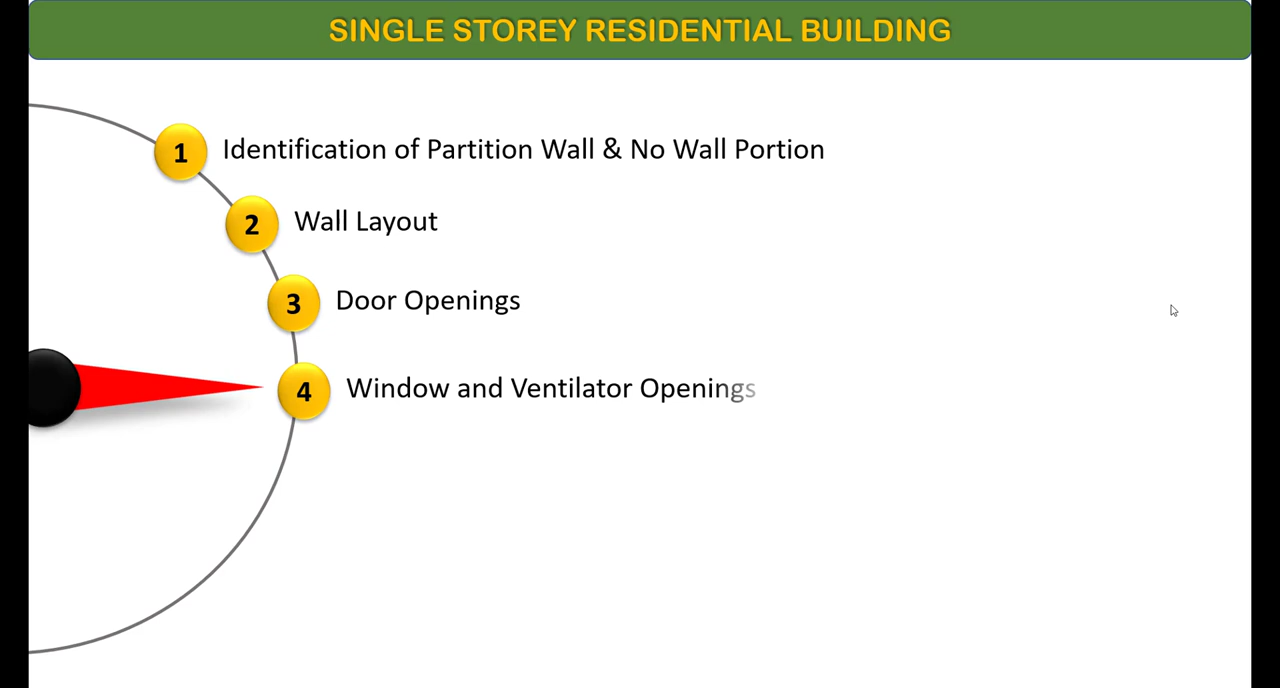 SINGLE STOREY RESIDENTIAL BUILDING
1 Identification of Partition Wall & No Wall Portion
2 Wall Layout
3 Door Openings
4 Window and Ventilator Openings